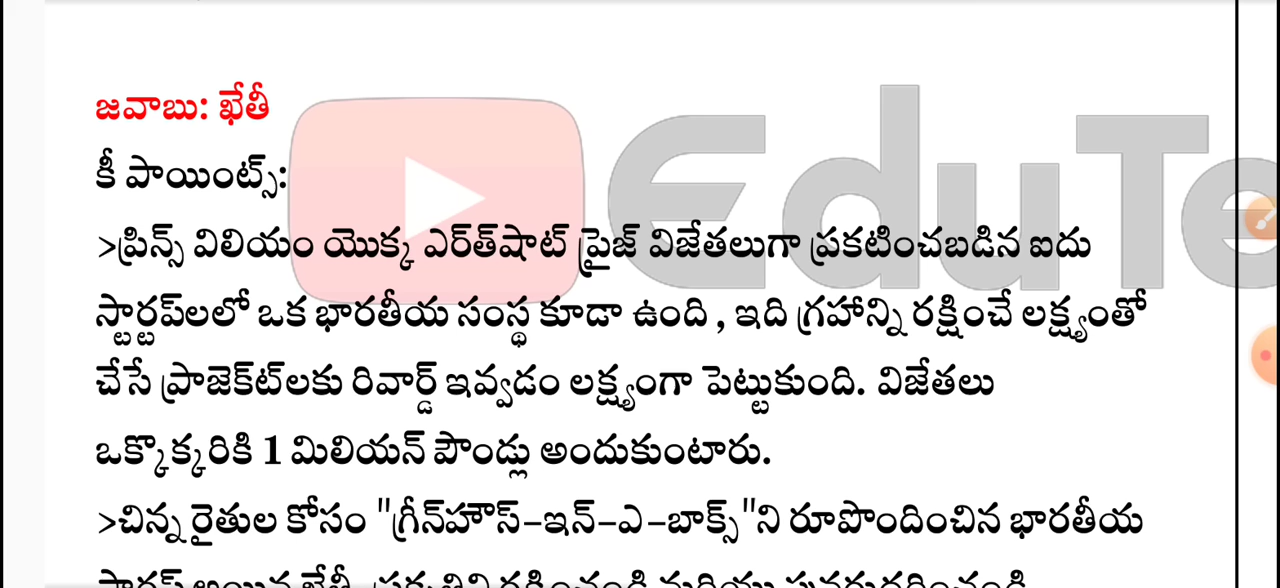 జవాబు: ఖేతీ
కీ పాయింట్స్:
EduTe
>ప్రిన్స్ విలియం యొక్క ఎర్త్‌షాట్ ప్రైజ్ విజేతలుగా ప్రకటించబడిన ఐదు
స్టార్టప్‌లలో ఒక భారతీయ సంస్థ కూడా ఉంది , ఇది గ్రహాన్ని రక్షించే లక్ష్యంతో
చేసే ప్రాజెక్ట్‌లకు రివార్డ్ ఇవ్వడం లక్ష్యంగా పెట్టుకుంది. విజేతలు
ఒక్కొక్కరికి 1 మిలియన్ పౌండ్లు అందుకుంటారు.
>చిన్న రైతుల కోసం "గ్రీన్‌హౌస్-ఇన్-ఎ-బాక్స్"ని రూపొందించిన భారతీయ